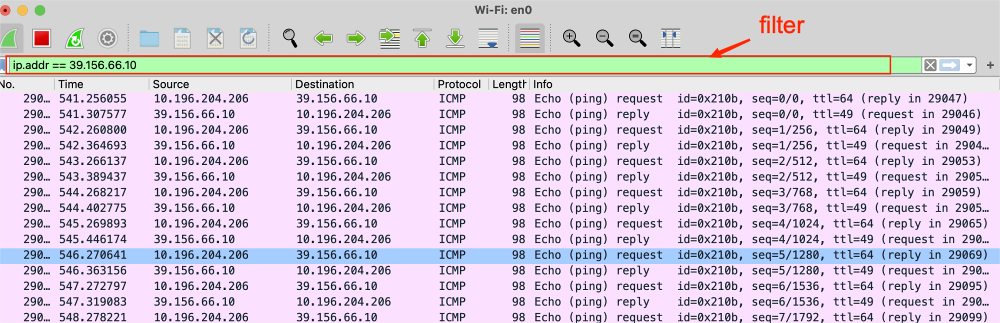 Wi-Fi: en0
filter
ip.addr == 39.156.66.10
No. Time Source Destination Protocol Length Info
290… 541.256055 10.196.204.206 39.156.66.10 ICMP 98 Echo (ping) request id=0x210b, seq=0/0, ttl=64 (reply in 29047)
290… 541.307577 39.156.66.10 10.196.204.206 ICMP 98 Echo (ping) reply id=0x210b, seq=0/0, ttl=49 (request in 29046)
290… 542.260800 10.196.204.206 39.156.66.10 ICMP 98 Echo (ping) request id=0x210b, seq=1/256, ttl=64 (reply in 29049)
290… 542.364693 39.156.66.10 10.196.204.206 ICMP 98 Echo (ping) reply id=0x210b, seq=1/256, ttl=49 (request in 2904…
290… 543.266137 10.196.204.206 39.156.66.10 ICMP 98 Echo (ping) request id=0x210b, seq=2/512, ttl=64 (reply in 29053)
290… 543.389437 39.156.66.10 10.196.204.206 ICMP 98 Echo (ping) reply id=0x210b, seq=2/512, ttl=49 (request in 2905…
290… 544.268217 10.196.204.206 39.156.66.10 ICMP 98 Echo (ping) request id=0x210b, seq=3/768, ttl=64 (reply in 29059)
290… 544.402775 39.156.66.10 10.196.204.206 ICMP 98 Echo (ping) reply id=0x210b, seq=3/768, ttl=49 (request in 2905…
290… 545.269893 10.196.204.206 39.156.66.10 ICMP 98 Echo (ping) request id=0x210b, seq=4/1024, ttl=64 (reply in 29065)
290… 545.446174 39.156.66.10 10.196.204.206 ICMP 98 Echo (ping) reply id=0x210b, seq=4/1024, ttl=49 (request in 290…
290… 546.270641 10.196.204.206 39.156.66.10 ICMP 98 Echo (ping) request id=0x210b, seq=5/1280, ttl=64 (reply in 29069)
290… 546.363156 39.156.66.10 10.196.204.206 ICMP 98 Echo (ping) reply id=0x210b, seq=5/1280, ttl=49 (request in 290…
290… 547.272797 10.196.204.206 39.156.66.10 ICMP 98 Echo (ping) request id=0x210b, seq=6/1536, ttl=64 (reply in 29095)
290… 547.319083 39.156.66.10 10.196.204.206 ICMP 98 Echo (ping) reply id=0x210b, seq=6/1536, ttl=49 (request in 290…
290… 548.278221 10.196.204.206 39.156.66.10 ICMP 98 Echo (ping) request id=0x210b, seq=7/1792, ttl=64 (reply in 29099)